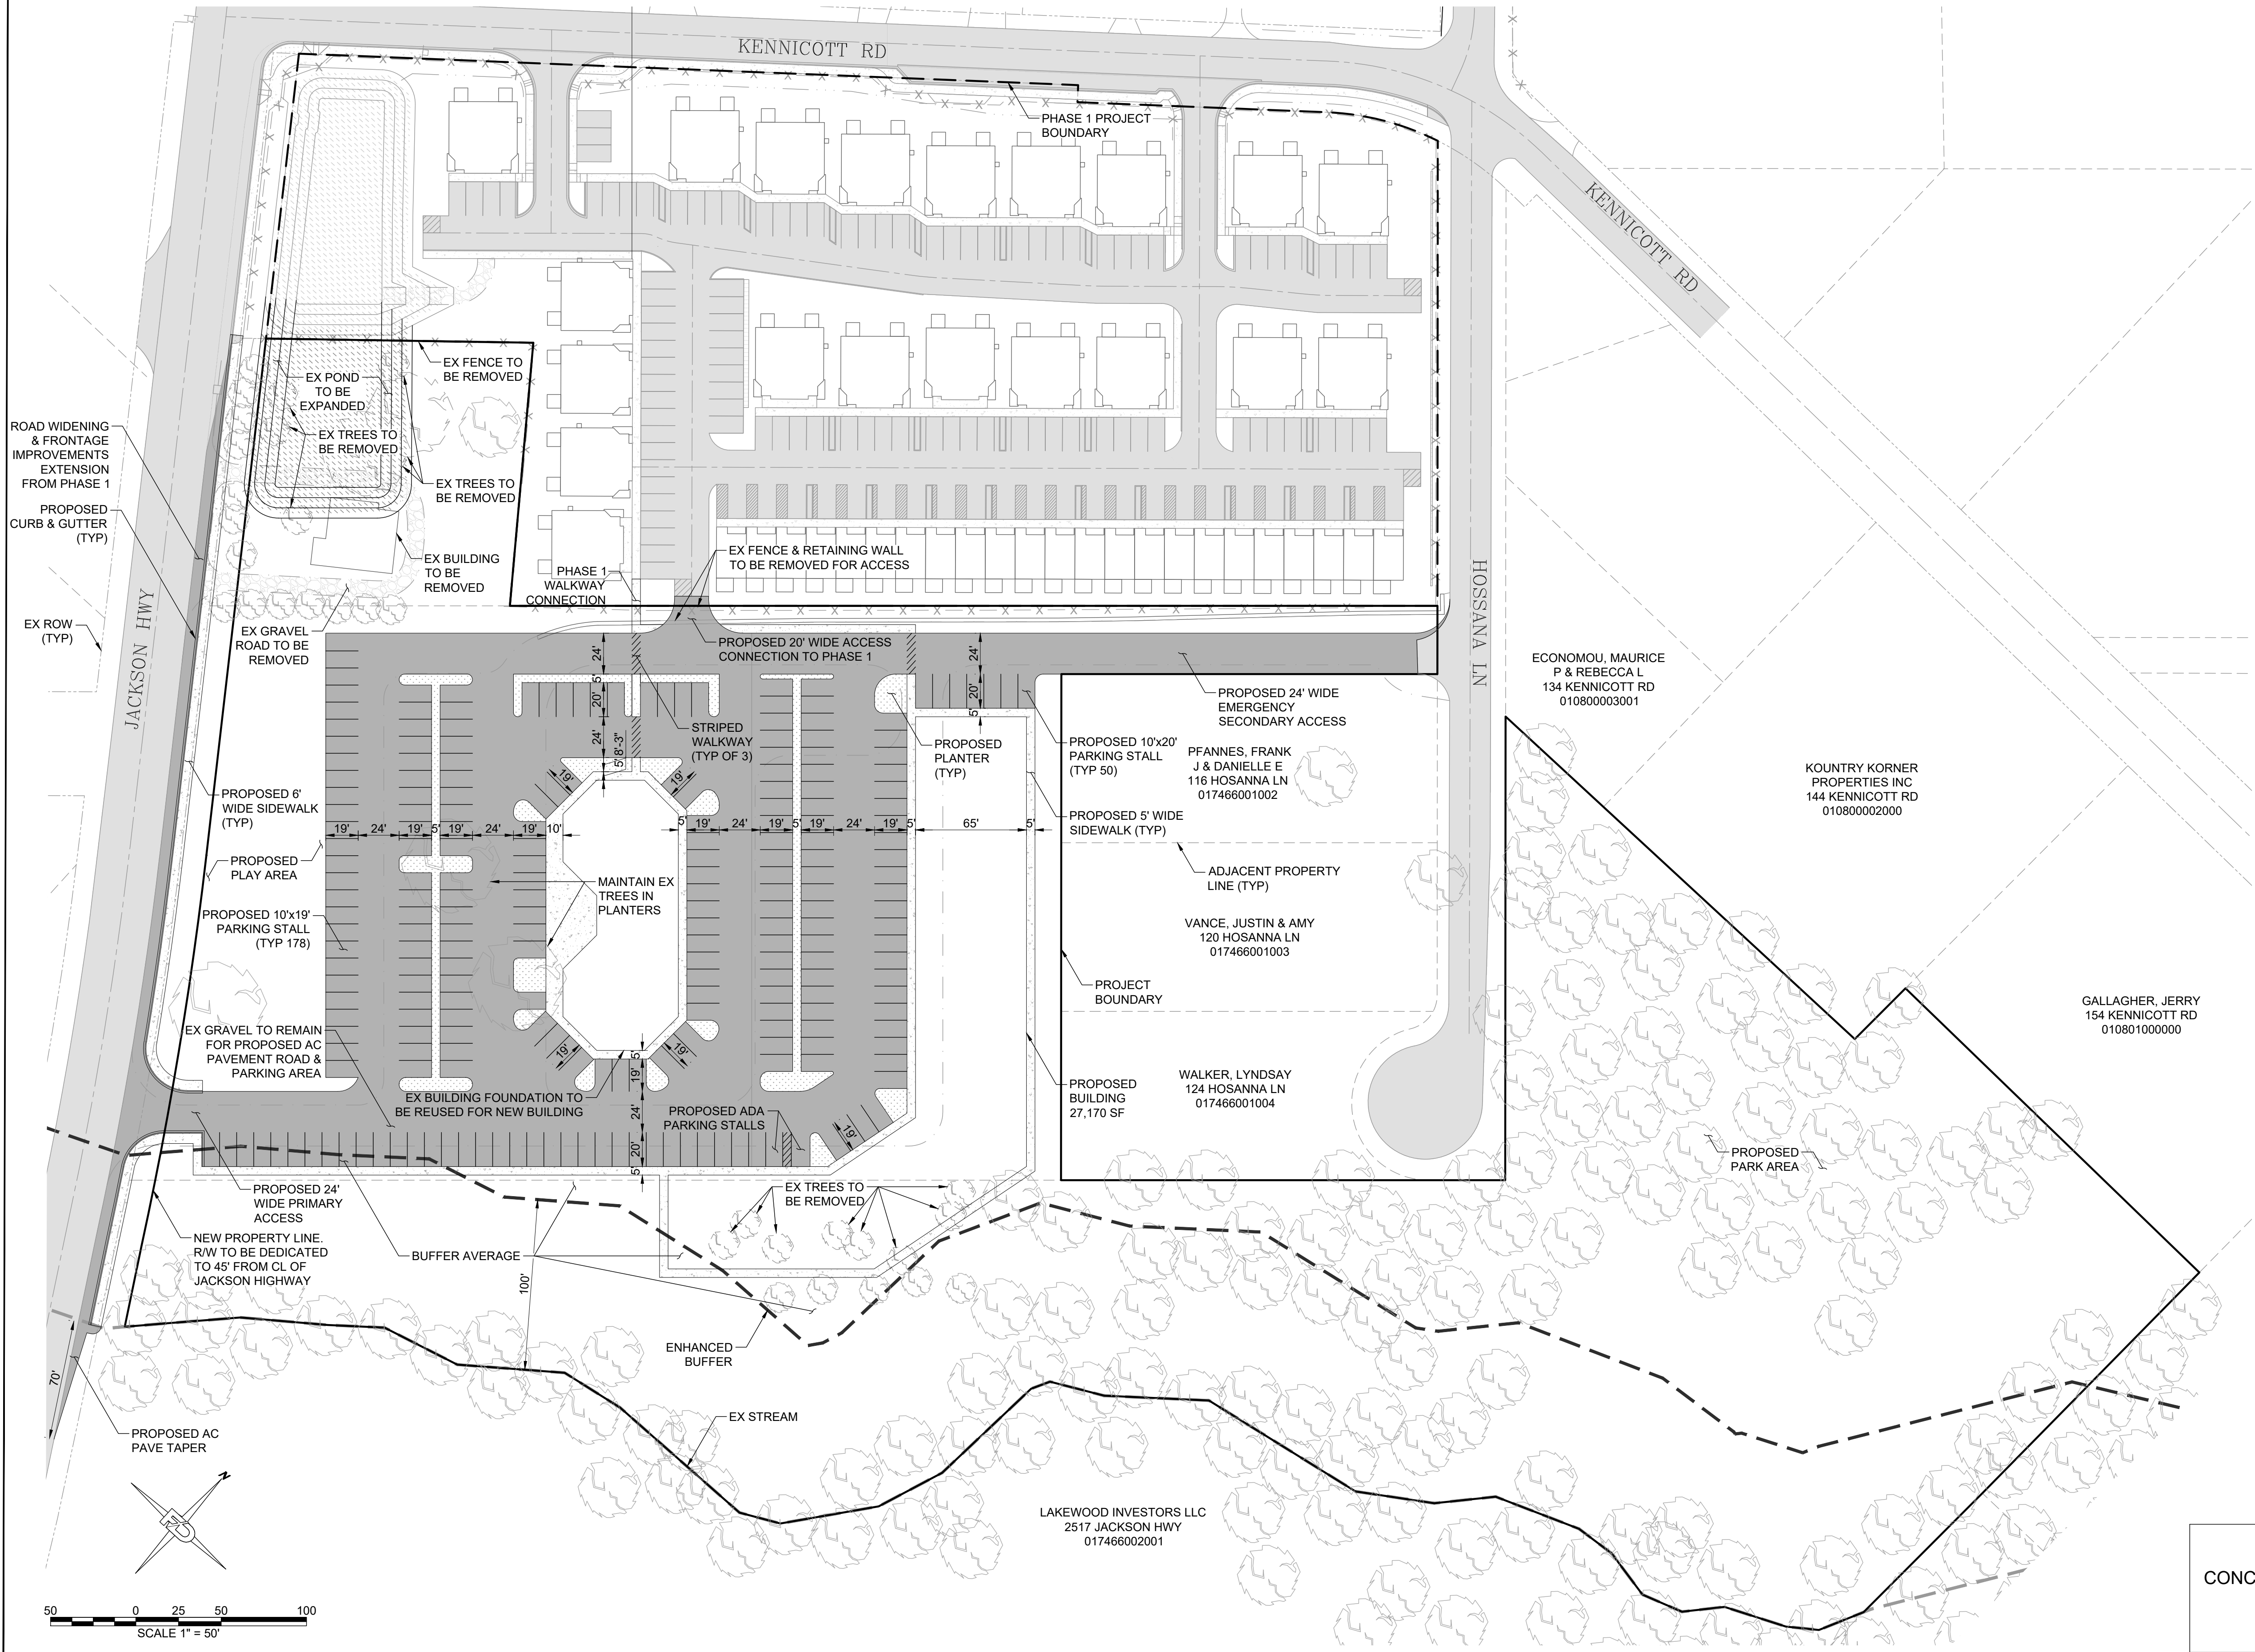 KENNICOTT RD
PHASE 1 PROJECT
BOUNDARY
KENNICOTT RD
EX FENCE TO
BE REMOVED
EX POND
TO BE
EXPANDED
EX TREES TO
BE REMOVED
EX TREES TO
BE REMOVED
ROAD WIDENING
& FRONTAGE
IMPROVEMENTS
EXTENSION
FROM PHASE 1
PROPOSED
CURB & GUTTER
(TYP)
EX BUILDING
TO BE
REMOVED
PHASE 1
WALKWAY
CONNECTION
EX FENCE & RETAINING WALL
TO BE REMOVED FOR ACCESS
HOSSANA LN
JACKSON HWY
EX ROW
(TYP)
EX GRAVEL
ROAD TO BE
REMOVED
PROPOSED 20' WIDE ACCESS
CONNECTION TO PHASE 1
24'
5'
20'
24'
8'-3"
5'
24'
20'
5'
PROPOSED 24' WIDE
EMERGENCY
SECONDARY ACCESS
ECONOMOU, MAURICE
P & REBECCA L
134 KENNICOTT RD
010800003001
STRIPED
WALKWAY
(TYP OF 3)
PROPOSED
PLANTER
(TYP)
PROPOSED 10'x20'
PARKING STALL
(TYP 50)
PFANNES, FRANK
J & DANIELLE E
116 HOSANNA LN
017466001002
KOUNTRY KORNER
PROPERTIES INC
144 KENNICOTT RD
010800002000
PROPOSED 6'
WIDE SIDEWALK
(TYP)
19'
19'
19'
24'
19'
5'
19'
24'
19'
10'
5'
19'
24'
19'
5'
19'
24'
19'
5'
65'
5'
PROPOSED 5' WIDE
SIDEWALK (TYP)
PROPOSED
PLAY AREA
MAINTAIN EX
TREES IN
PLANTERS
ADJACENT PROPERTY
LINE (TYP)
PROPOSED 10'x19'
PARKING STALL
(TYP 178)
VANCE, JUSTIN & AMY
120 HOSANNA LN
017466001003
PROJECT
BOUNDARY
GALLAGHER, JERRY
154 KENNICOTT RD
010801000000
EX GRAVEL TO REMAIN
FOR PROPOSED AC
PAVEMENT ROAD &
PARKING AREA
19'
19'
5'
19'
24'
20'
5'
19'
EX BUILDING FOUNDATION TO
BE REUSED FOR NEW BUILDING
PROPOSED ADA
PARKING STALLS
PROPOSED
BUILDING
27,170 SF
WALKER, LYNDSAY
124 HOSANNA LN
017466001004
PROPOSED
PARK AREA
PROPOSED 24'
WIDE PRIMARY
ACCESS
EX TREES TO
BE REMOVED
NEW PROPERTY LINE.
R/W TO BE DEDICATED
TO 45' FROM CL OF
JACKSON HIGHWAY
BUFFER AVERAGE
100'
ENHANCED
BUFFER
70'
EX STREAM
PROPOSED AC
PAVE TAPER
N
LAKEWOOD INVESTORS LLC
2517 JACKSON HWY
017466002001
CONC
50 0 25 50 100
SCALE 1" = 50'